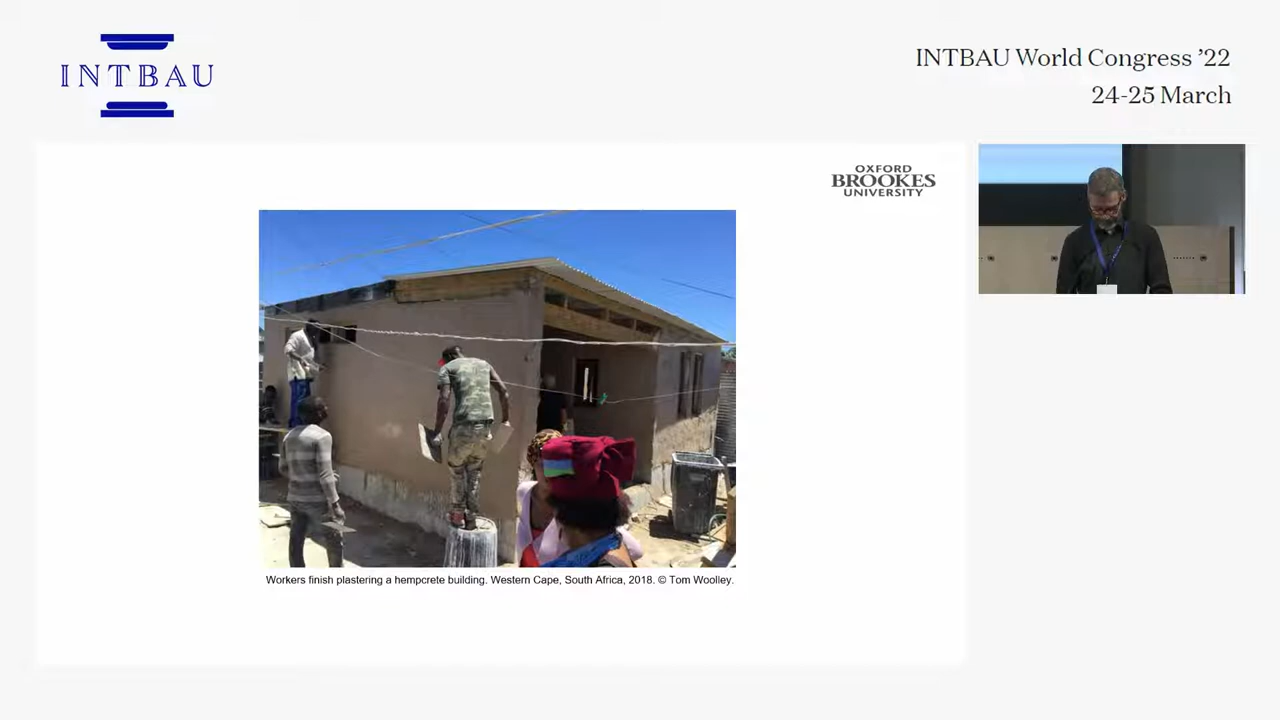 INTBAU
INTBAU World Congress ’22
24-25 March
OXFORD
BROOKES
UNIVERSITY
Workers finish plastering a hempcrete building. Western Cape, South Africa, 2018. © Tom Woolley.